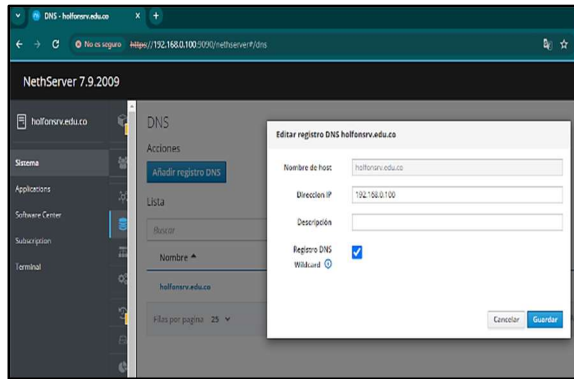 DNS - holfonsrv.edu.co
No es seguro https://192.168.0.100:9090/nethserver#/dns
NethServer 7.9.2009
holfonsrv.edu.co
Sistema
Applications
Software Center
Subscription
Terminal
DNS
Acciones
Añadir registro DNS
Lista
Buscar
Nombre
holfonsrv.edu.co
Filas por pagina 25
Editar registro DNS holfonsrv.edu.co
Nombre de host holfonsrv.edu.co
Direccion IP 192.168.0.100
Descripción
Registro DNS
Wildcard
Cancelar Guardar